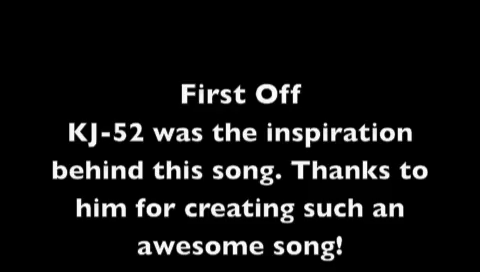 First Off
KJ-52 was the inspiration
behind this song. Thanks to
him for creating such an
awesome song!